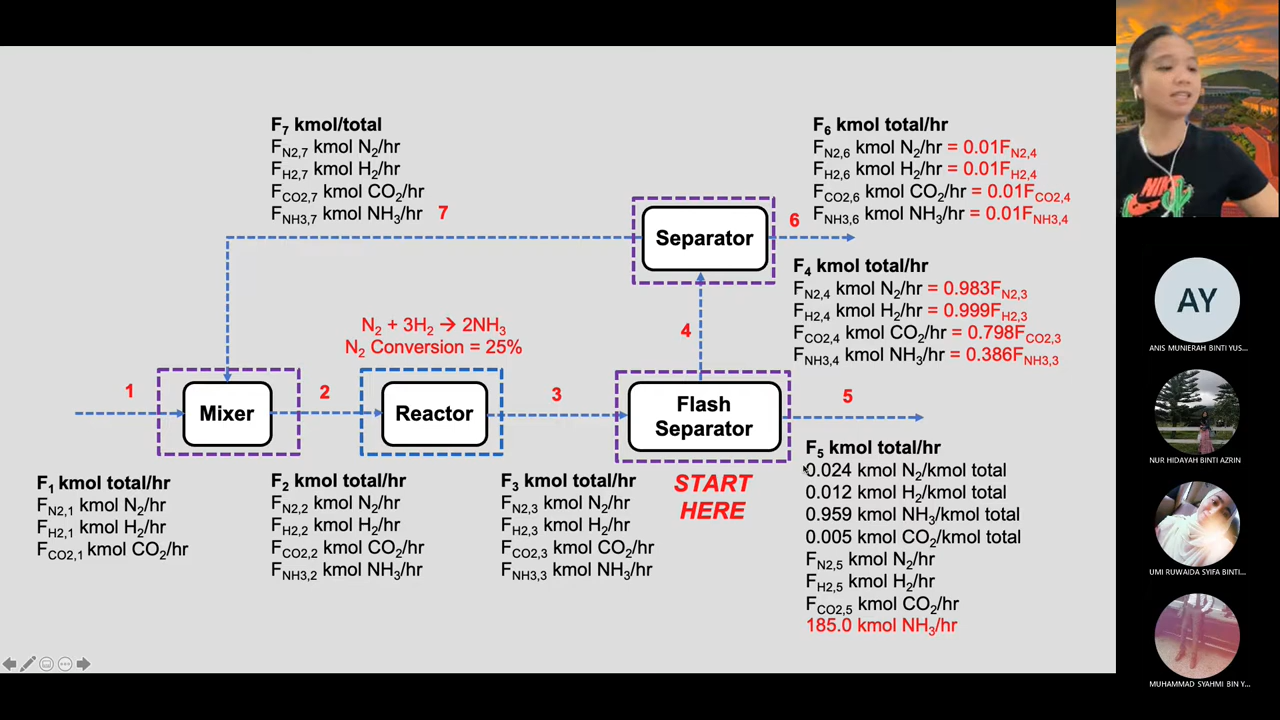 F7 kmol/total
FN2,7 kmol N2/hr
FH2,7 kmol H2/hr
FCO2,7 kmol CO2/hr
FNH3,7 kmol NH3/hr
7
F6 kmol total/hr
FN2,6 kmol N2/hr = 0.01FN2,4
FH2,6 kmol H2/hr = 0.01FH2,4
FCO2,6 kmol CO2/hr = 0.01FCO2,4
FNH3,6 kmol NH3/hr = 0.01FNH3,4
6
Separator
F4 kmol total/hr
FN2,4 kmol N2/hr = 0.983FN2,3
FH2,4 kmol H2/hr = 0.999FH2,3
FCO2,4 kmol CO2/hr = 0.798FCO2,3
FNH3,4 kmol NH3/hr = 0.386FNH3,3
4
N2 + 3H2 → 2NH3
N2 Conversion = 25%
1
Mixer
2
Reactor
3
Flash
Separator
5
START
HERE
F1 kmol total/hr
FN2,1 kmol N2/hr
FH2,1 kmol H2/hr
FCO2,1 kmol CO2/hr
F2 kmol total/hr
FN2,2 kmol N2/hr
FH2,2 kmol H2/hr
FCO2,2 kmol CO2/hr
FNH3,2 kmol NH3/hr
F3 kmol total/hr
FN2,3 kmol N2/hr
FH2,3 kmol H2/hr
FCO2,3 kmol CO2/hr
FNH3,3 kmol NH3/hr
F5 kmol total/hr
0.024 kmol N2/kmol total
0.012 kmol H2/kmol total
0.959 kmol NH3/kmol total
0.005 kmol CO2/kmol total
FN2,5 kmol N2/hr
FH2,5 kmol H2/hr
FCO2,5 kmol CO2/hr
185.0 kmol NH3/hr
NIKE
AY
ANIS MUNIERAH BINTI YUS...
NUR HIDAYAH BINTI AZRIN
UMI RUWAIDA SYIFA BINTI...
MUHAMMAD SYAHMI BIN Y...